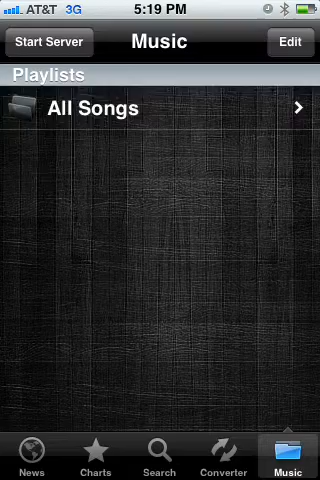 AT&T 3G 5:19 PM
Start Server Music Edit
Playlists
All Songs
News Charts Search Converter Music